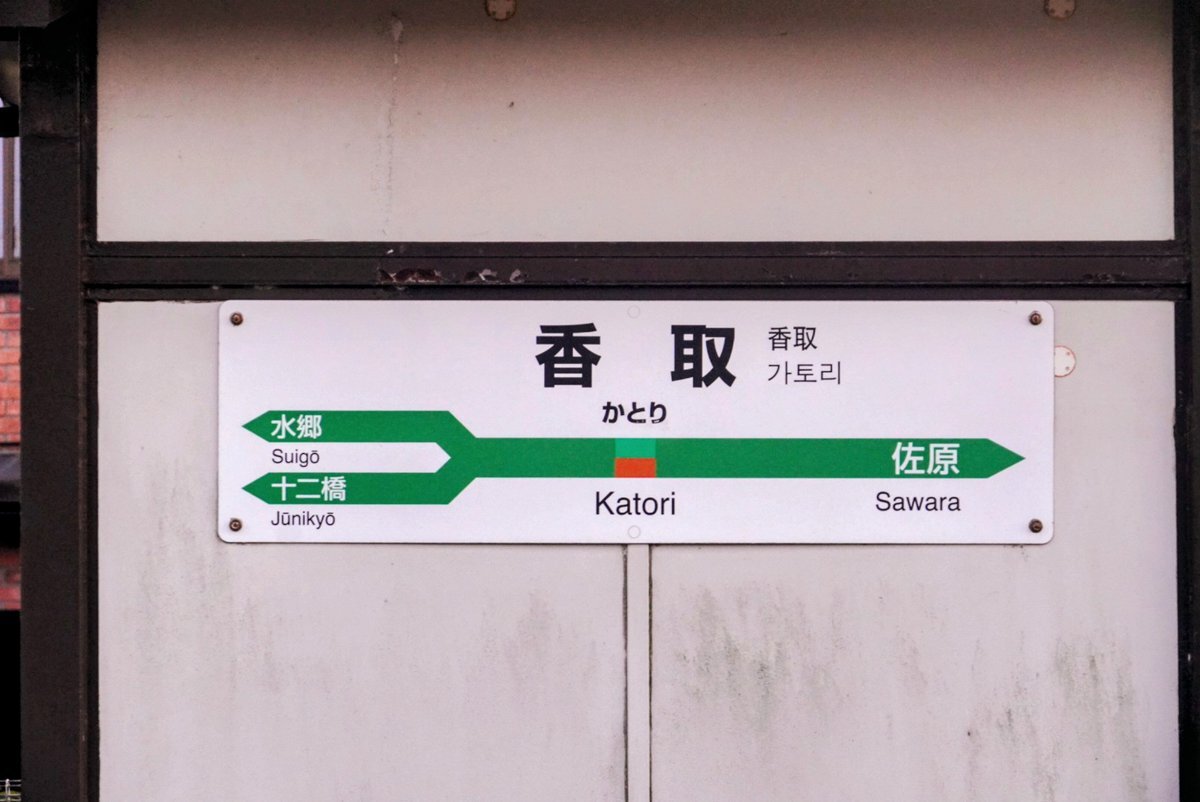 香取
香取
가토리
かとり
水郷
Suigō
十二橋
Jūnikyō
Katori
佐原
Sawara